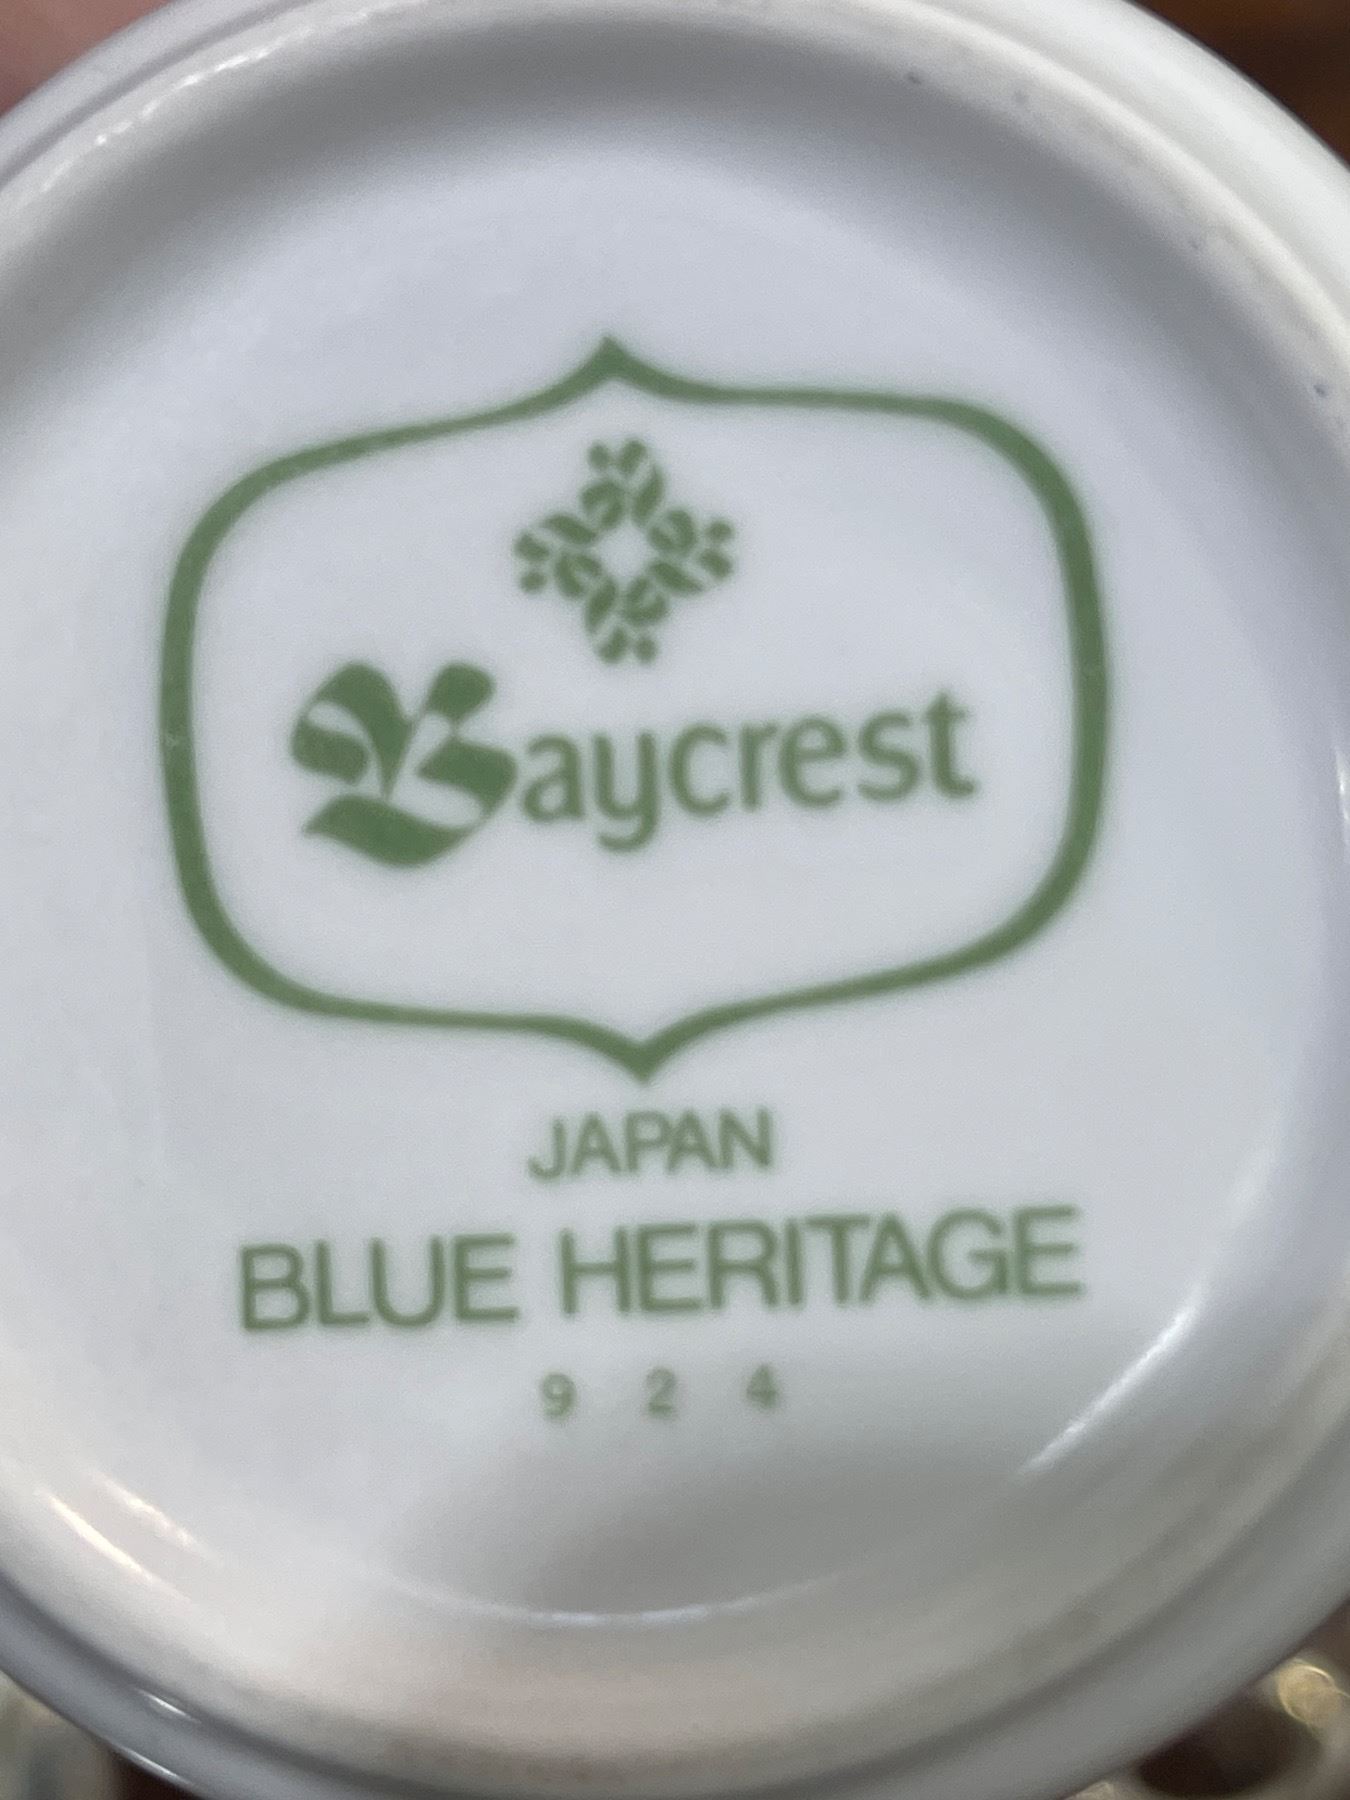 Baycrest
JAPAN
BLUE HERITAGE
9 2 4